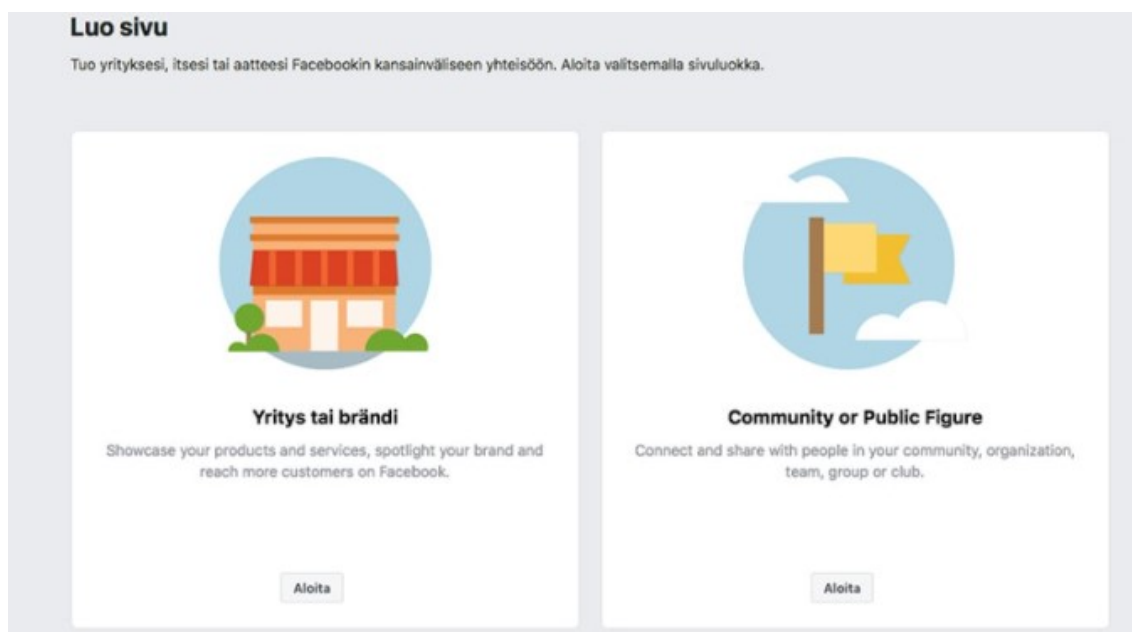 Luo sivu
Tuo yrityksesi, itsesi tai aatteesi Facebookin kansainväliseen yhteisöön. Aloita valitsemalla sivuluokka.
Yritys tai brändi
Showcase your products and services, spotlight your brand and
reach more customers on Facebook.
Aloita
Community or Public Figure
Connect and share with people in your community, organization,
team, group or club.
Aloita